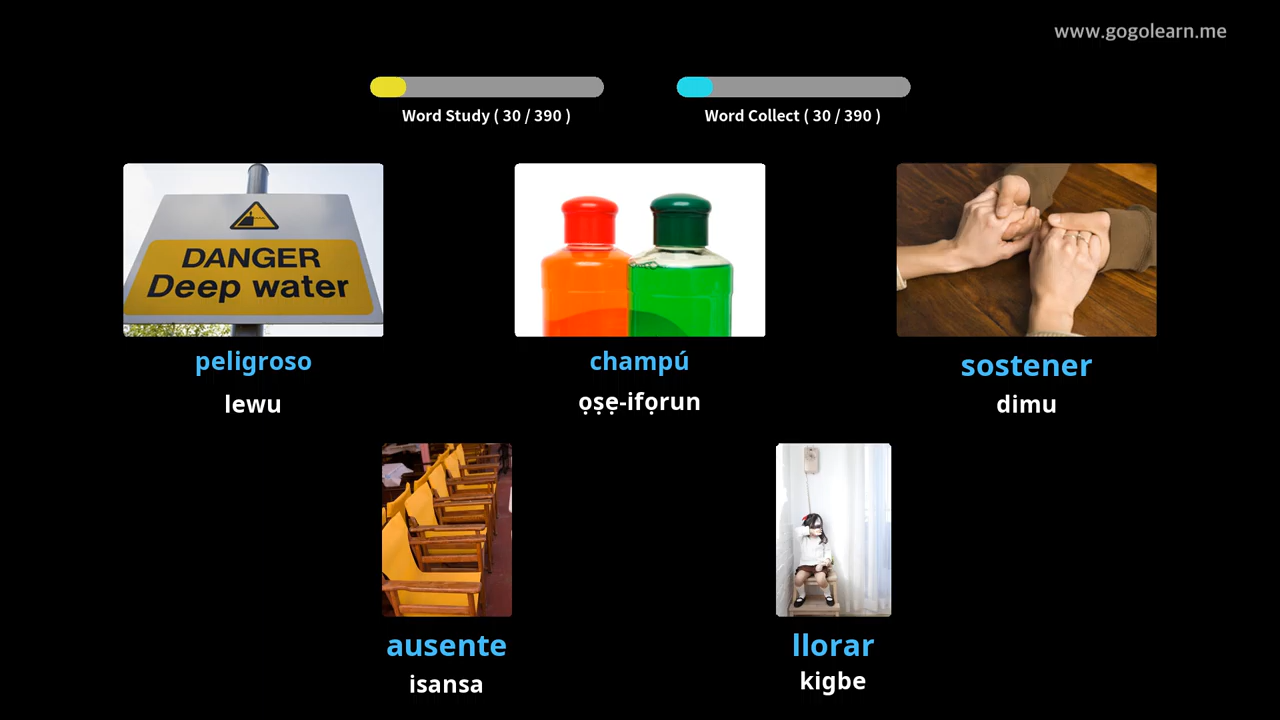 www.gogolearn.me
Word Study ( 30 / 390 )
Word Collect ( 30 / 390 )
DANGER
Deep water
peligroso
champú
sostener
lewu
ọṣẹ-ifọrun
dimu
ausente
llorar
isansa
kigbe